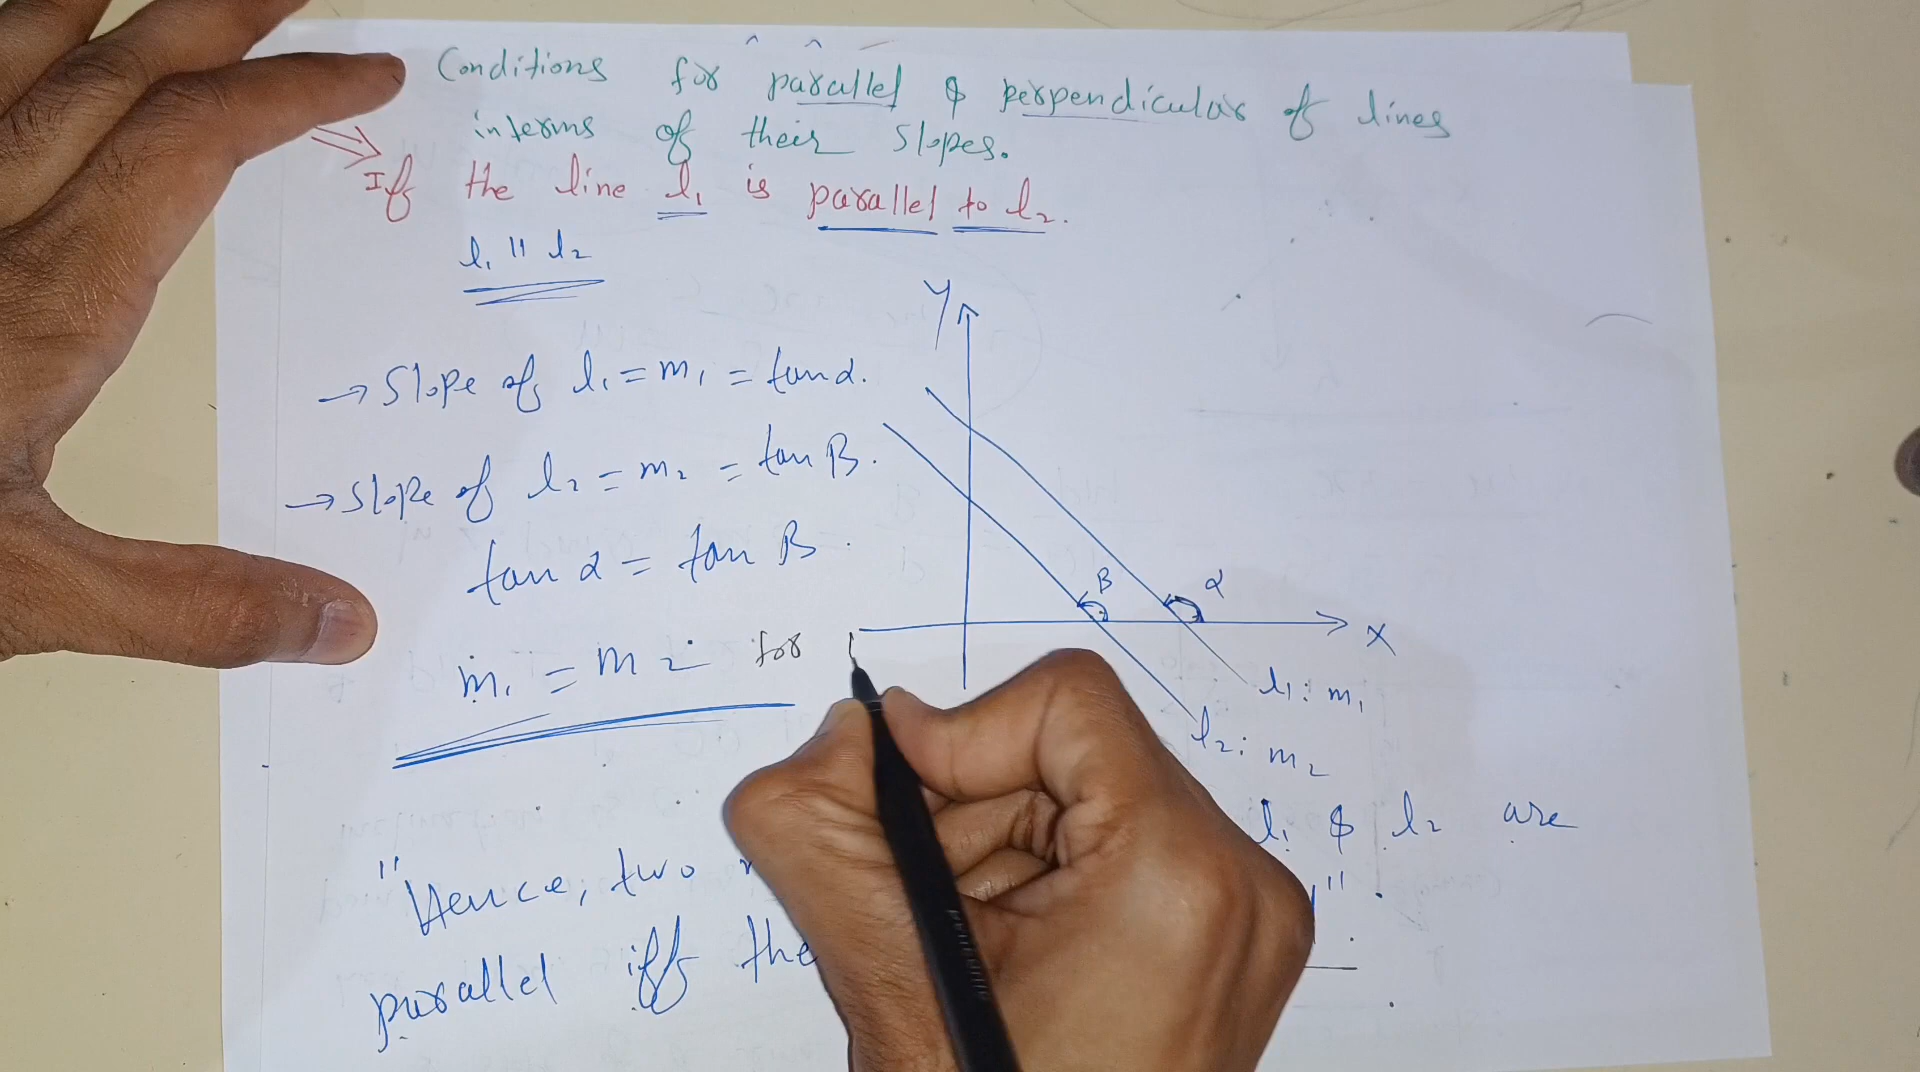 Conditions for parallel & perpendicular of lines
interms of their slopes.
If the line l₁ is parallel to l₂.
l₁ || l₂
→ Slope of l₁ = m₁ = tan α.
→ Slope of l₂ = m₂ = tan B.
tan α = tan B.
m₁ = m₂ for
Y
B
α
X
l₁: m₁
l₂: m₂
"Hence, two l₁ & l₂ are
parallel iff the ".